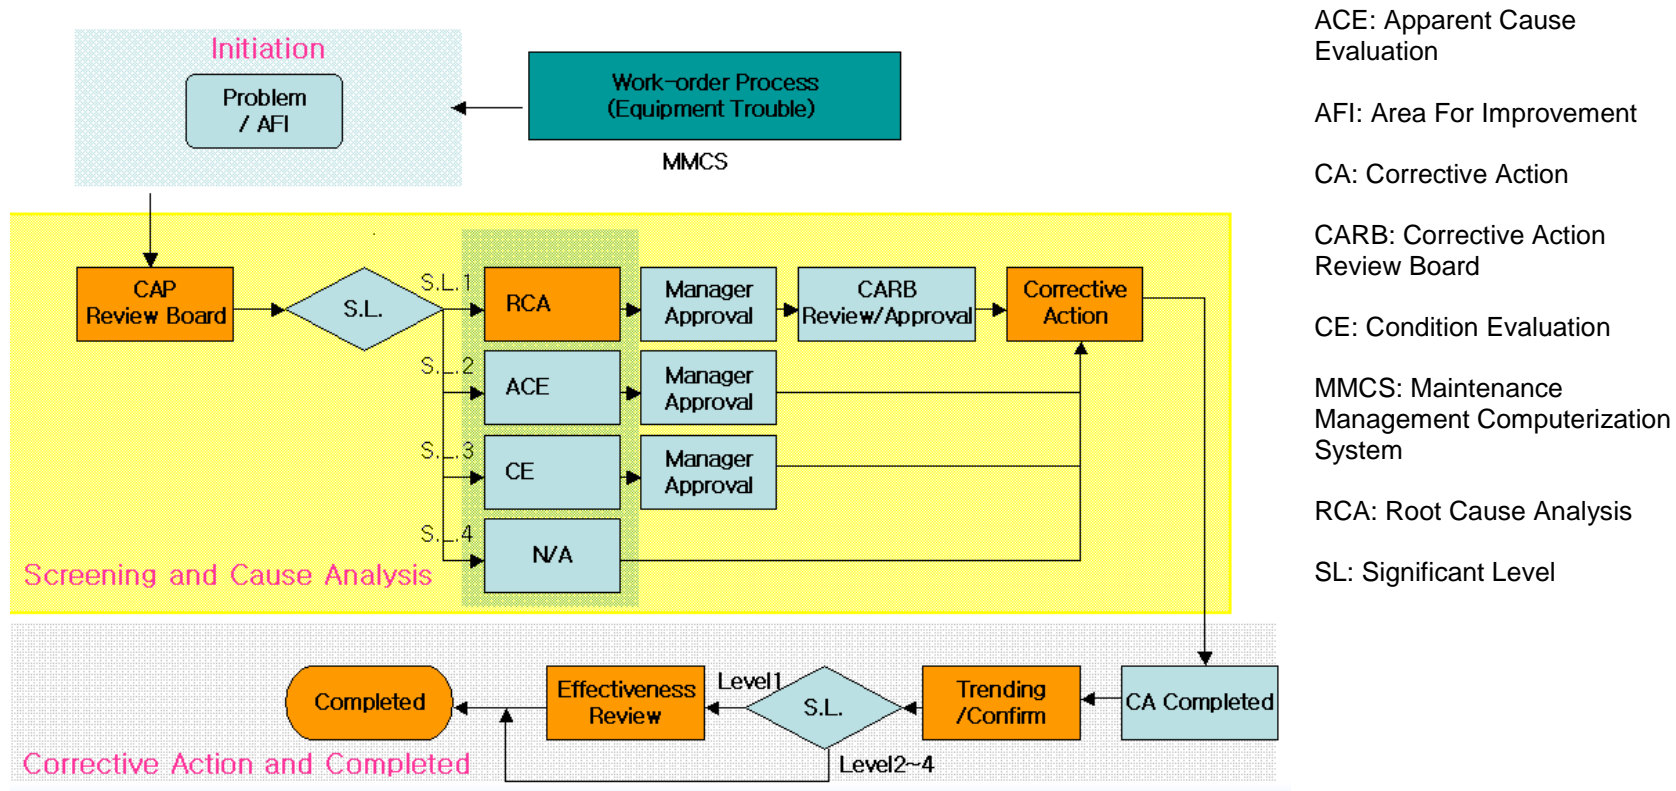 Initiation
Problem
/ AFI
Work-order Process
(Equipment Trouble)
MMCS
CAP
Review Board
S.L.
S.L.1
RCA
Manager
Approval
CARB
Review/Approval
Corrective
Action
S.L.2
ACE
Manager
Approval
S.L.3
CE
Manager
Approval
S.L.4
N/A
Screening and Cause Analysis
Completed
Effectiveness
Review
Level1
S.L.
Trending
/Confirm
CA Completed
Level2~4
Corrective Action and Completed
ACE: Apparent Cause
Evaluation
AFI: Area For Improvement
CA: Corrective Action
CARB: Corrective Action
Review Board
CE: Condition Evaluation
MMCS: Maintenance
Management Computerization
System
RCA: Root Cause Analysis
SL: Significant Level